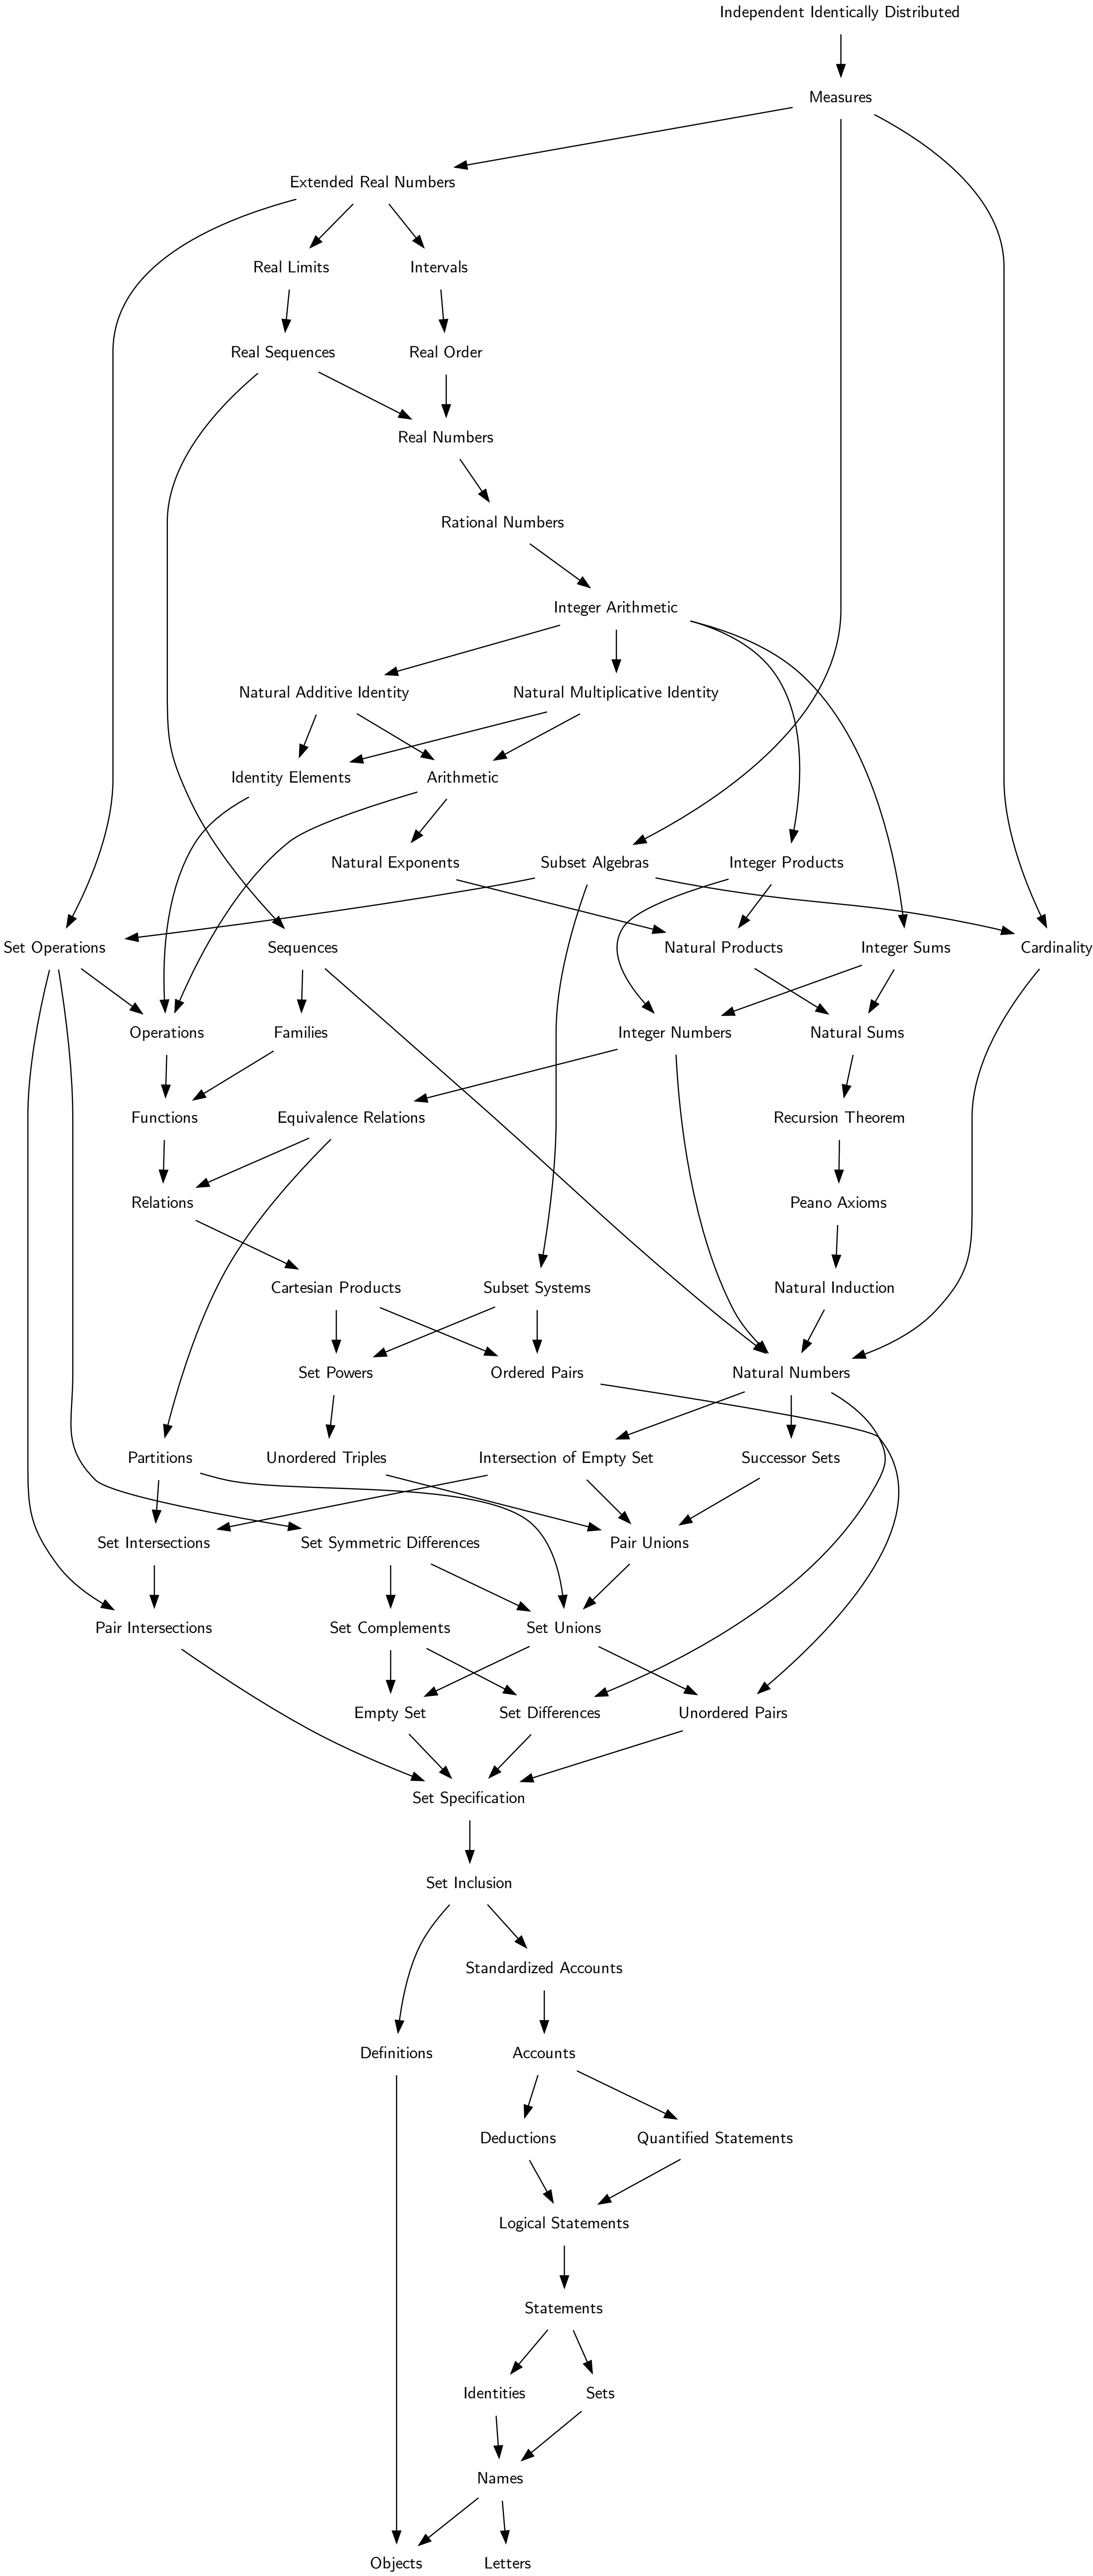 Independent Identically Distributed
Measures
Extended Real Numbers
Real Limits
Intervals
Real Sequences
Real Order
Real Numbers
Rational Numbers
Integer Arithmetic
Natural Additive Identity
Natural Multiplicative Identity
Identity Elements
Arithmetic
Natural Exponents
Subset Algebras
Integer Products
Set Operations
Sequences
Natural Products
Integer Sums
Cardinality
Operations
Families
Integer Numbers
Natural Sums
Functions
Equivalence Relations
Recursion Theorem
Relations
Peano Axioms
Cartesian Products
Subset Systems
Natural Induction
Set Powers
Ordered Pairs
Natural Numbers
Partitions
Unordered Triples
Intersection of Empty Set
Successor Sets
Set Intersections
Set Symmetric Differences
Pair Unions
Pair Intersections
Set Complements
Set Unions
Empty Set
Set Differences
Unordered Pairs
Set Specification
Set Inclusion
Standardized Accounts
Definitions
Accounts
Deductions
Quantified Statements
Logical Statements
Statements
Identities
Sets
Names
Objects
Letters